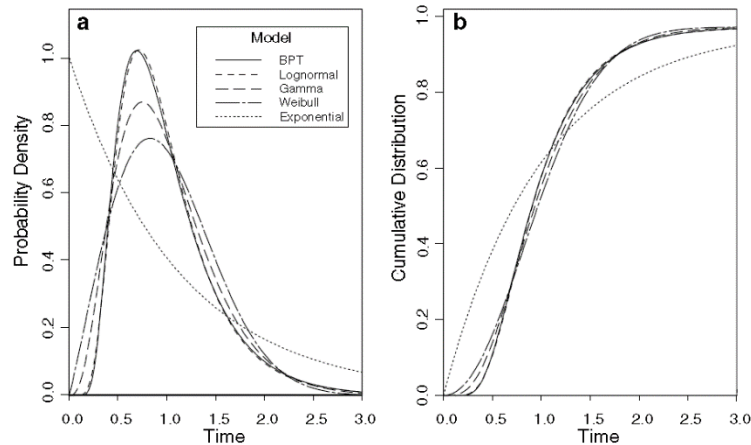 a
Model
BPT
Lognormal
Gamma
Weibull
Exponential
Probability Density
0.0 0.2 0.4 0.6 0.8 1.0
0.0 0.5 1.0 1.5 2.0 2.5 3.0
Time
b
Cumulative Distribution
0.0 0.2 0.4 0.6 0.8 1.0
0.0 0.5 1.0 1.5 2.0 2.5 3.0
Time